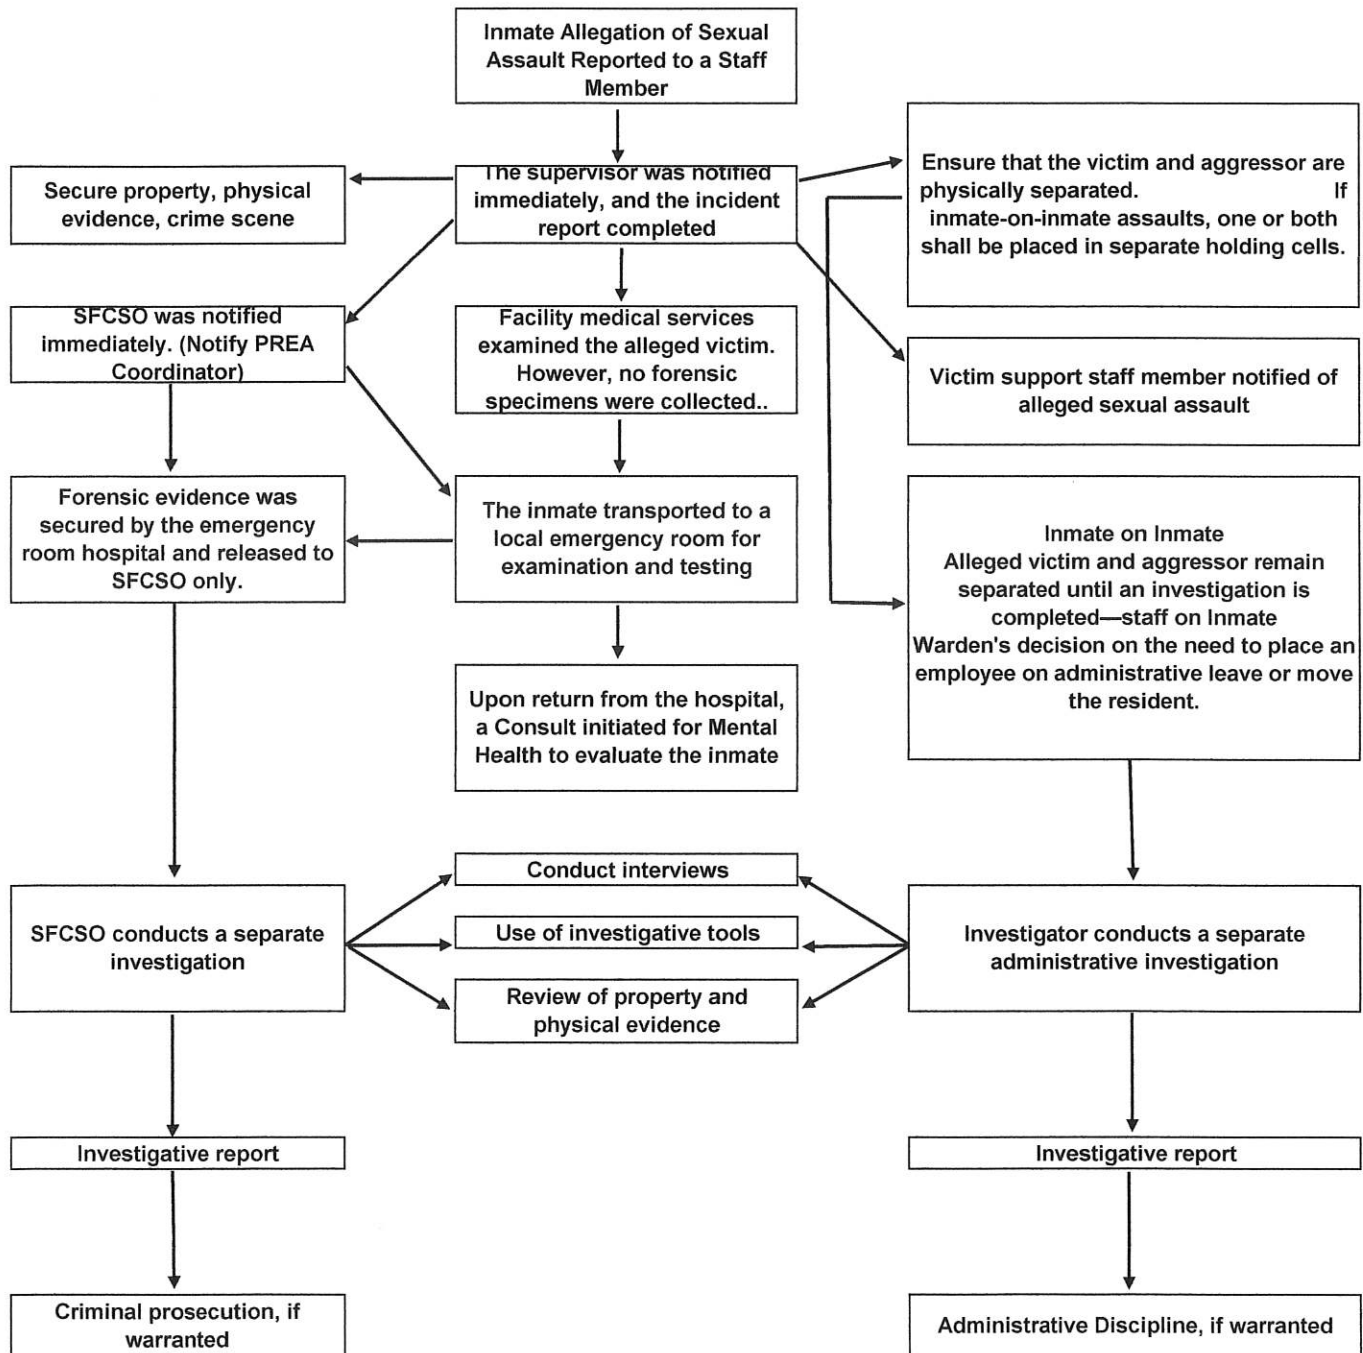 Inmate Allegation of Sexual
Assault Reported to a Staff
Member
Secure property, physical
evidence, crime scene
The supervisor was notified
immediately, and the incident
report completed
Ensure that the victim and aggressor are
physically separated. If
inmate-on-inmate assaults, one or both
shall be placed in separate holding cells.
SFCSO was notified
immediately. (Notify PREA
Coordinator)
Facility medical services
examined the alleged victim.
However, no forensic
specimens were collected..
Victim support staff member notified of
alleged sexual assault
Forensic evidence was
secured by the emergency
room hospital and released to
SFCSO only.
The inmate transported to a
local emergency room for
examination and testing
Inmate on Inmate
Alleged victim and aggressor remain
separated until an investigation is
completed—staff on Inmate
Warden's decision on the need to place an
employee on administrative leave or move
the resident.
Upon return from the hospital,
a Consult initiated for Mental
Health to evaluate the inmate
Conduct interviews
SFCSO conducts a separate
investigation
Use of investigative tools
Investigator conducts a separate
administrative investigation
Review of property and
physical evidence
Investigative report
Investigative report
Criminal prosecution, if
warranted
Administrative Discipline, if warranted